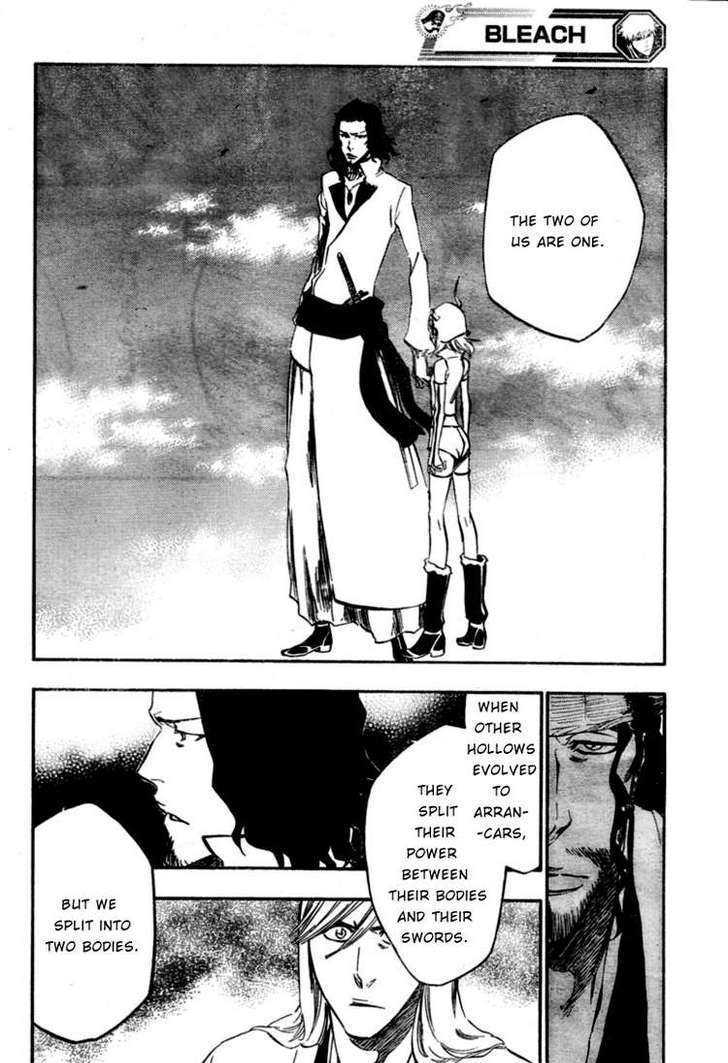 BLEACH
THE TWO OF
US ARE ONE.
WHEN
OTHER
HOLLOWS
EVOLVED
TO
ARRAN-
-CARS,
THEY
SPLIT
THEIR
POWER
BETWEEN
THEIR BODIES
AND THEIR
SWORDS.
BUT WE
SPLIT INTO
TWO BODIES.